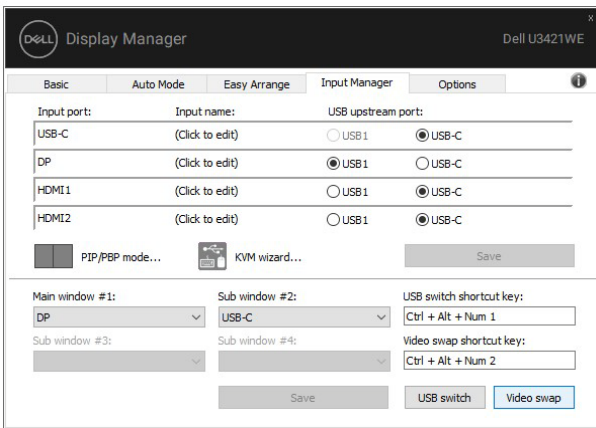 x
DELL Display Manager Dell U3421WE
Basic Auto Mode Easy Arrange Input Manager Options i
Input port: Input name: USB upstream port:
USB-C (Click to edit) USB1 USB-C
DP (Click to edit) USB1 USB-C
HDMI1 (Click to edit) USB1 USB-C
HDMI2 (Click to edit) USB1 USB-C
PIP/PBP mode... KVM wizard... Save
Main window #1: Sub window #2: USB switch shortcut key:
DP USB-C Ctrl + Alt + Num 1
Sub window #3: Sub window #4: Video swap shortcut key:
Ctrl + Alt + Num 2
Save USB switch Video swap